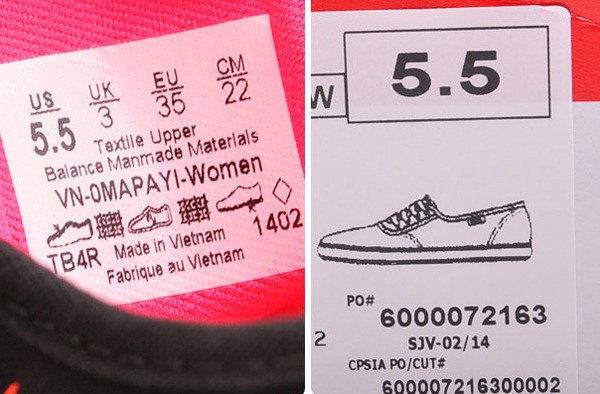 US UK EU CM
5.5 3 35 22
Textile Upper
Balance Manmade Materials
VN-0MAPAYI-Women
1402
TB4R Made in Vietnam
Fabrique au Vietnam
W 5.5
PO#
6000072163
2 SJV-02/14
CPSIA PO/CUT#
600007216300002